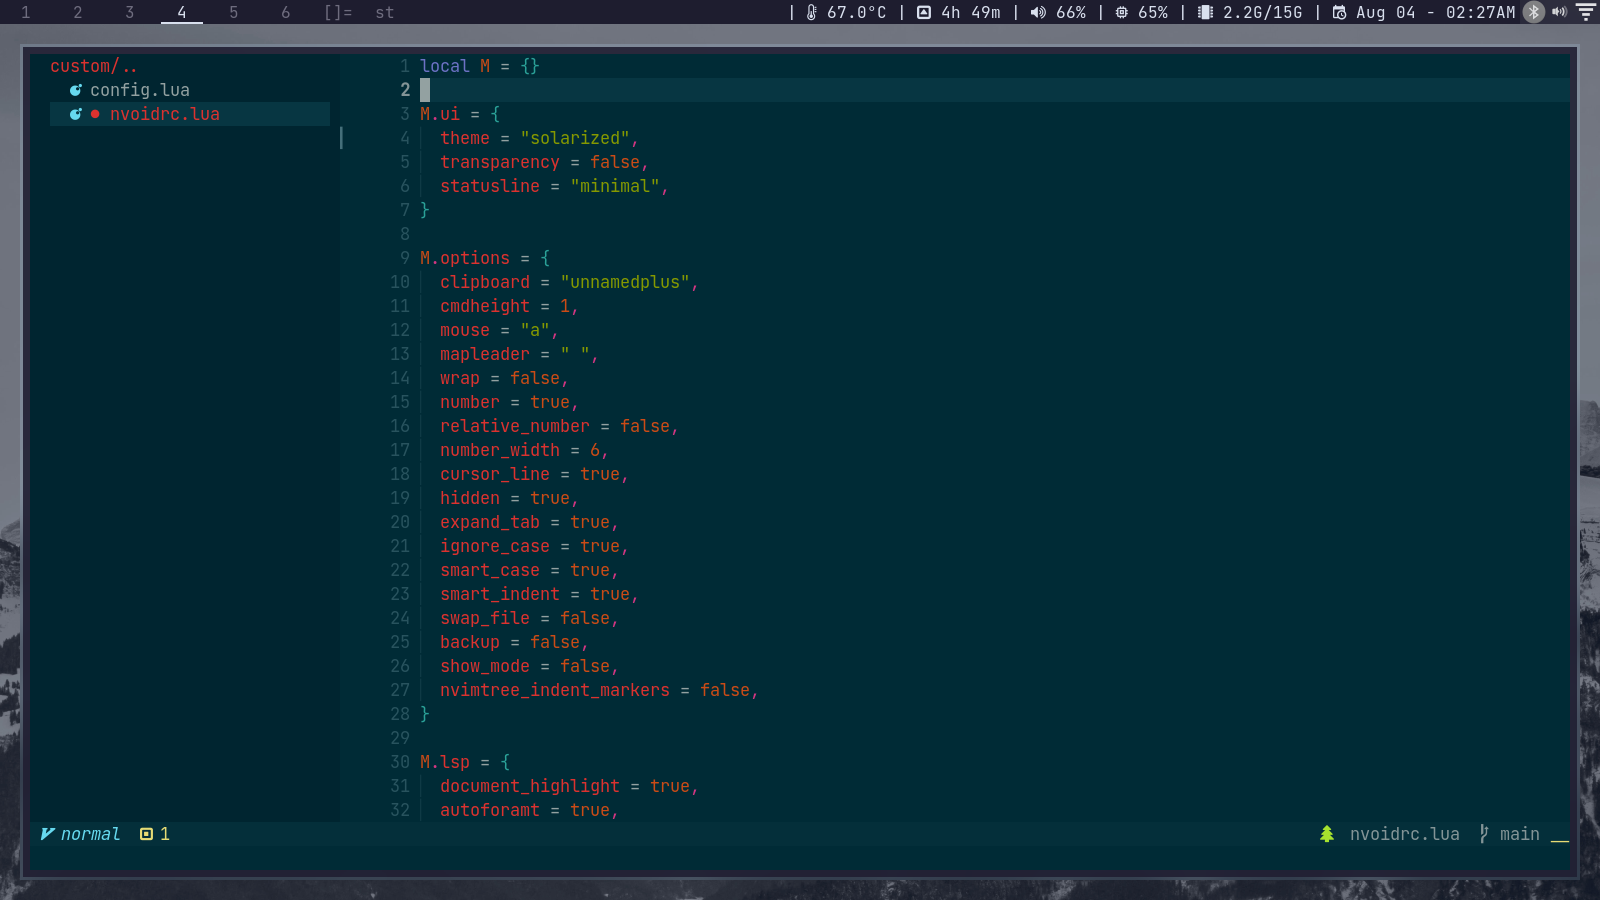 1 2 3 4 5 6 []= st | 67.0°C | 4h 49m | 66% | 65% | 2.2G/15G | Aug 04 - 02:27AM
custom/..
config.lua
nvoidrc.lua
1 local M = {}
2
3 M.ui = {
4 theme = "solarized",
5 transparency = false,
6 statusline = "minimal",
7 }
8
9 M.options = {
10 clipboard = "unnamedplus",
11 cmdheight = 1,
12 mouse = "a",
13 mapleader = " ",
14 wrap = false,
15 number = true,
16 relative_number = false,
17 number_width = 6,
18 cursor_line = true,
19 hidden = true,
20 expand_tab = true,
21 ignore_case = true,
22 smart_case = true,
23 smart_indent = true,
24 swap_file = false,
25 backup = false,
26 show_mode = false,
27 nvimtree_indent_markers = false,
28 }
29
30 M.lsp = {
31 document_highlight = true,
32 autoforamt = true,
normal 1 nvoidrc.lua main __